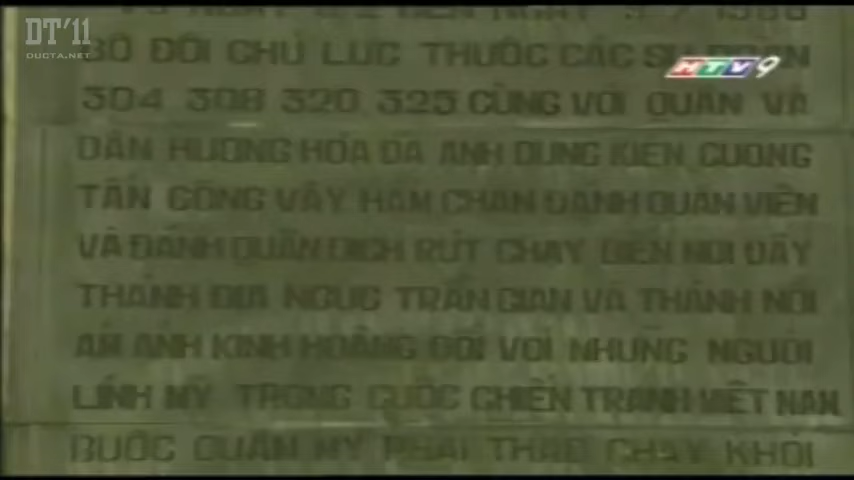 DT'11
DUCTA.NET
HTV9
BỘ ĐỘI CHỦ LỰC THUỘC CÁC SƯ ĐOÀN
304 308 320 325 CÙNG VỚI QUÂN VÀ
DÂN HƯỚNG HÓA ĐÃ ANH DŨNG KIÊN CƯỜNG
TẤN CÔNG VÂY HÃM CHẶN ĐÁNH QUÂN VIỆN
VÀ ĐÁNH QUÂN ĐỊCH RÚT CHẠY BIẾN NƠI ĐÂY
THÀNH ĐỊA NGỤC TRẦN GIAN VÀ THÀNH NỖI
ÁM ẢNH KINH HOÀNG ĐỐI VỚI NHỮNG NGƯỜI
LÍNH MỸ TRONG CUỘC CHIẾN TRANH VIỆT NAM
BUỘC QUÂN MỸ PHẢI THÁO CHẠY KHỎI